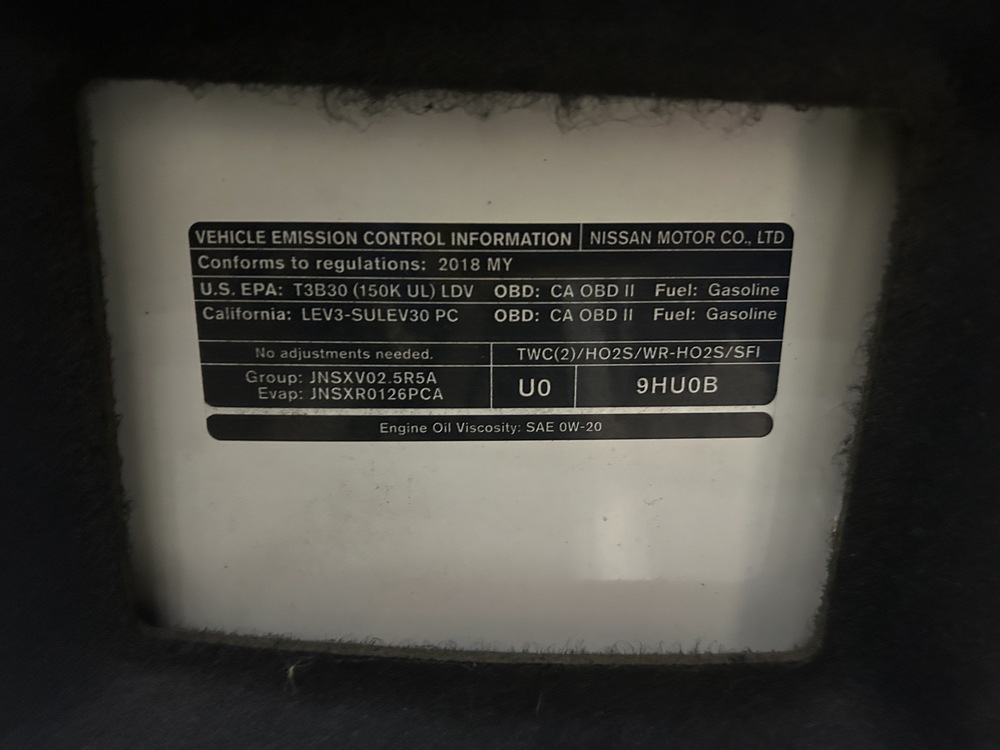 VEHICLE EMISSION CONTROL INFORMATION NISSAN MOTOR CO., LTD
Conforms to regulations: 2018 MY
U.S. EPA: T3B30 (150K UL) LDV OBD: CA OBD II Fuel: Gasoline
California: LEV3-SULEV30 PC OBD: CA OBD II Fuel: Gasoline
No adjustments needed. TWC(2)/HO2S/WR-HO2S/SFI
Group: JNSXV02.5R5A
Evap: JNSXR0126PCA
U0 9HU0B
Engine Oil Viscosity: SAE 0W-20